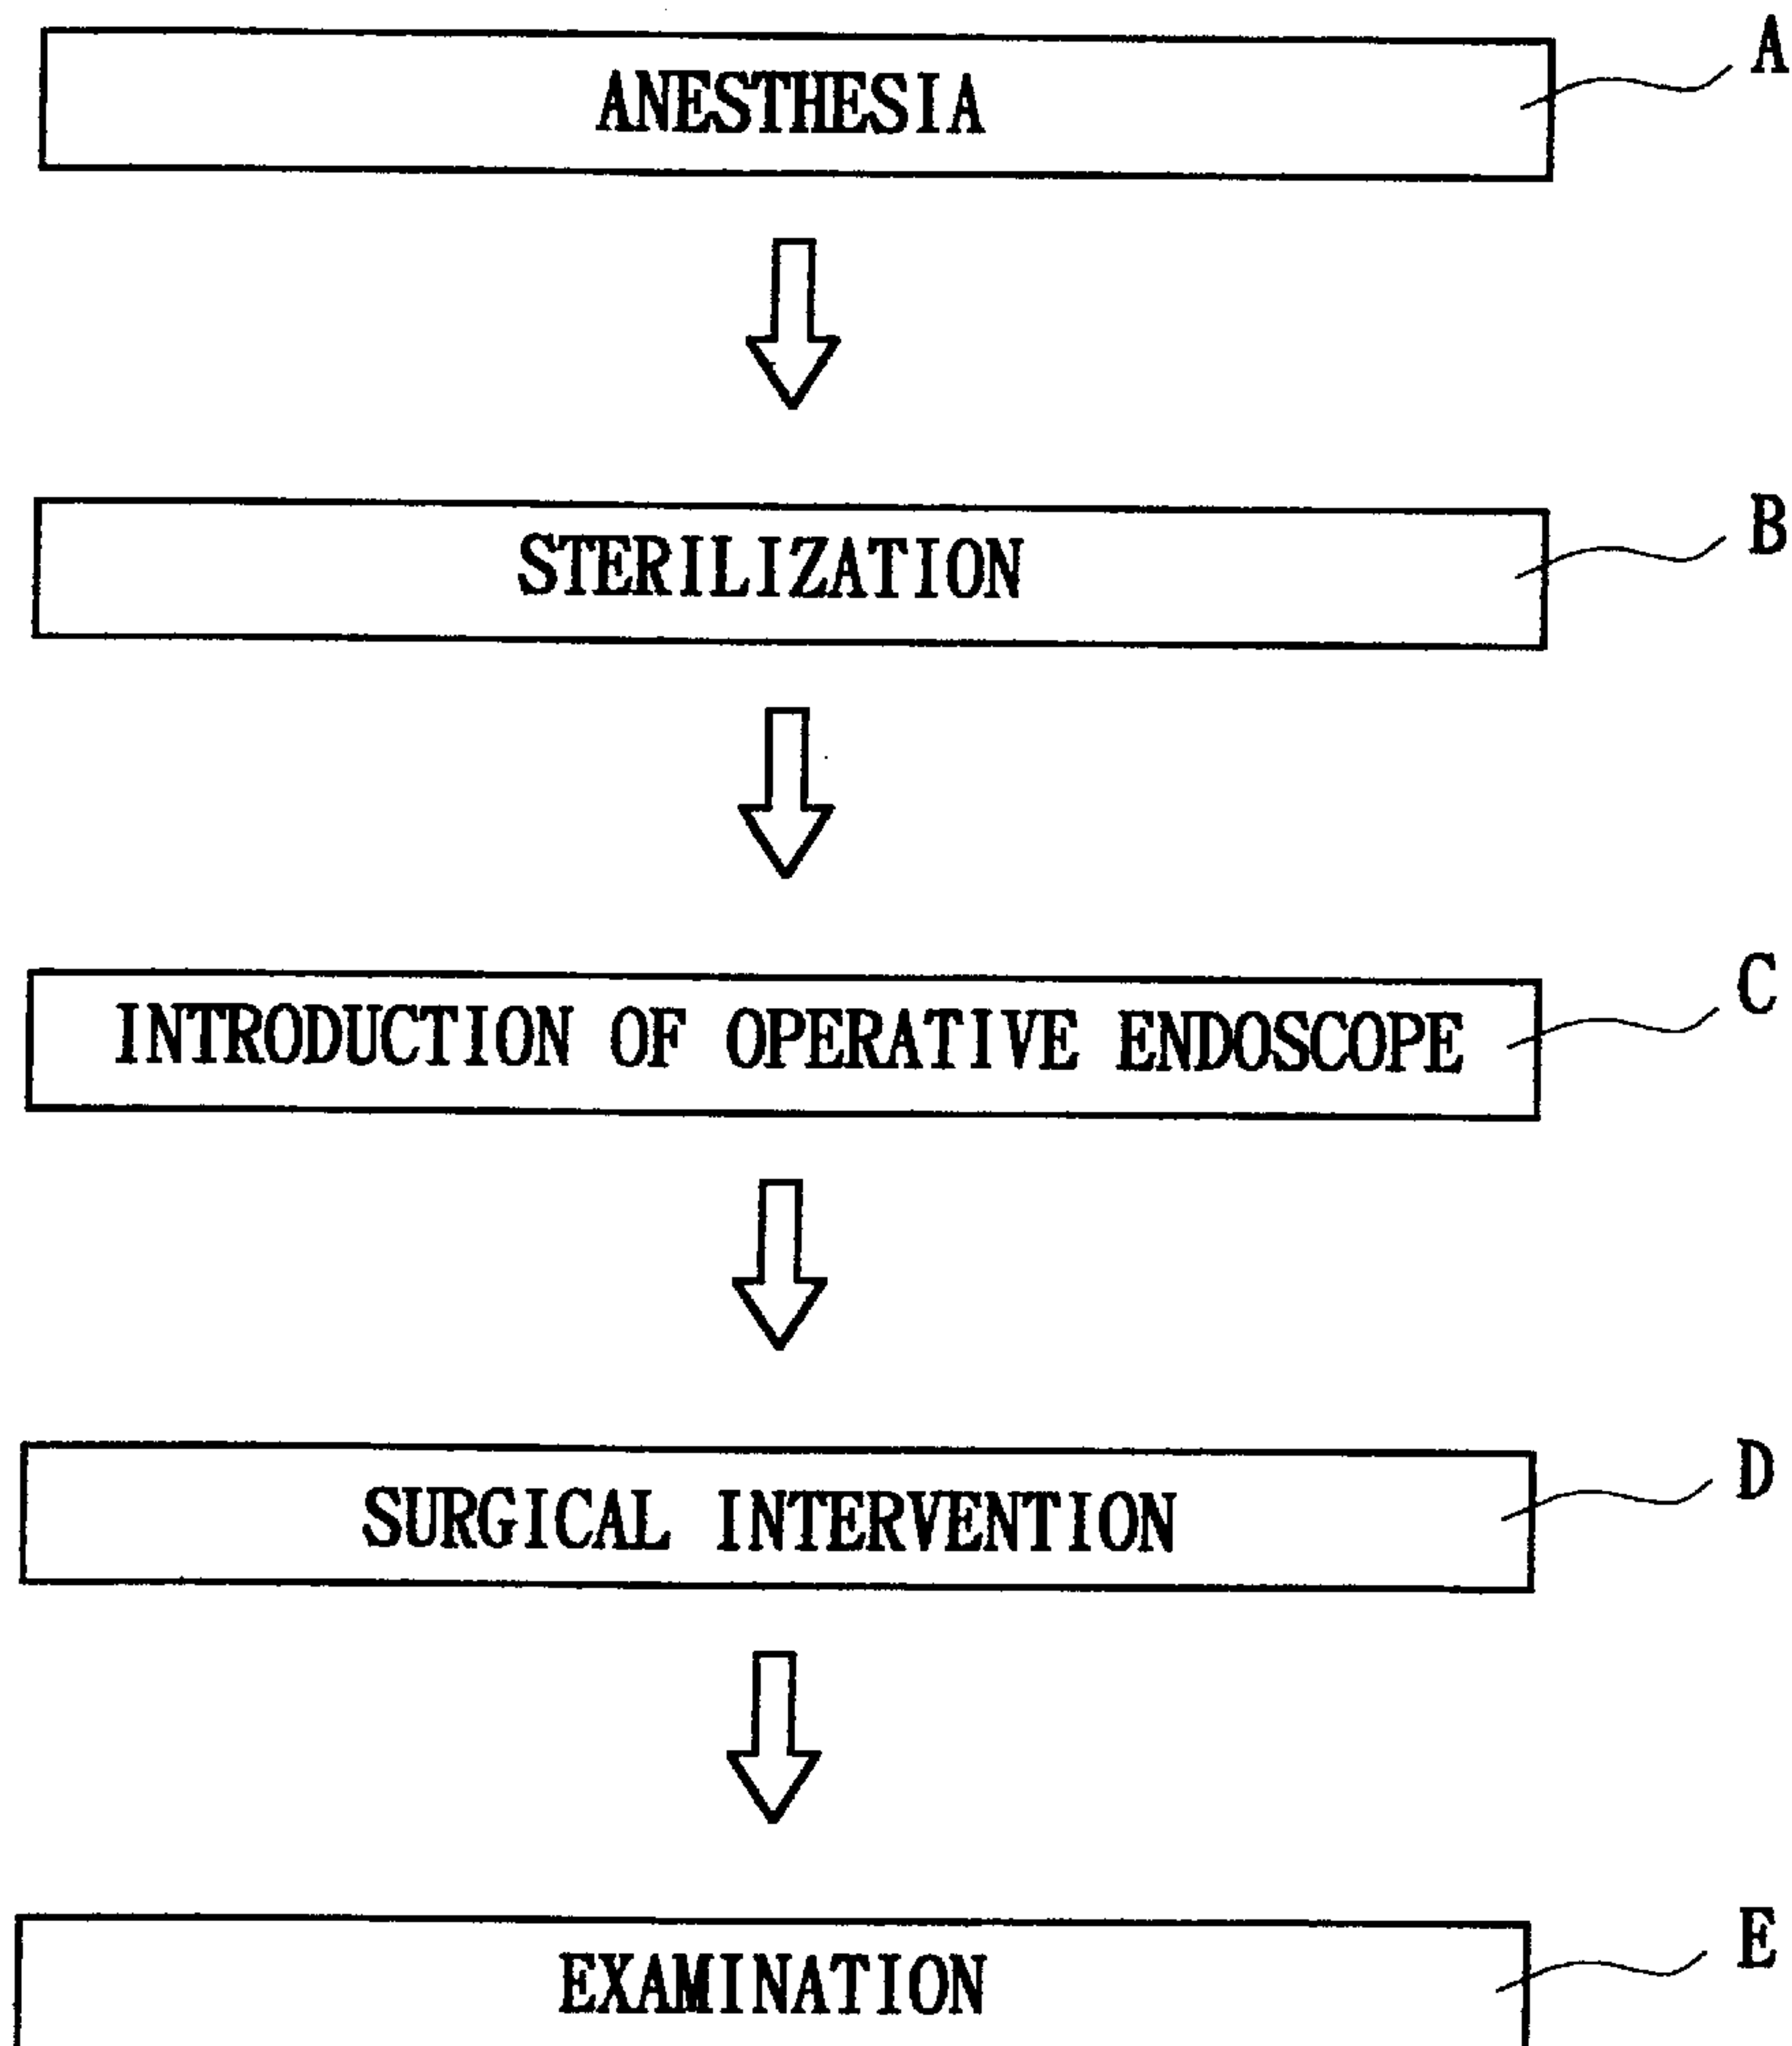 ANESTHESIA A
STERILIZATION B
INTRODUCTION OF OPERATIVE ENDOSCOPE C
SURGICAL INTERVENTION D
EXAMINATION E